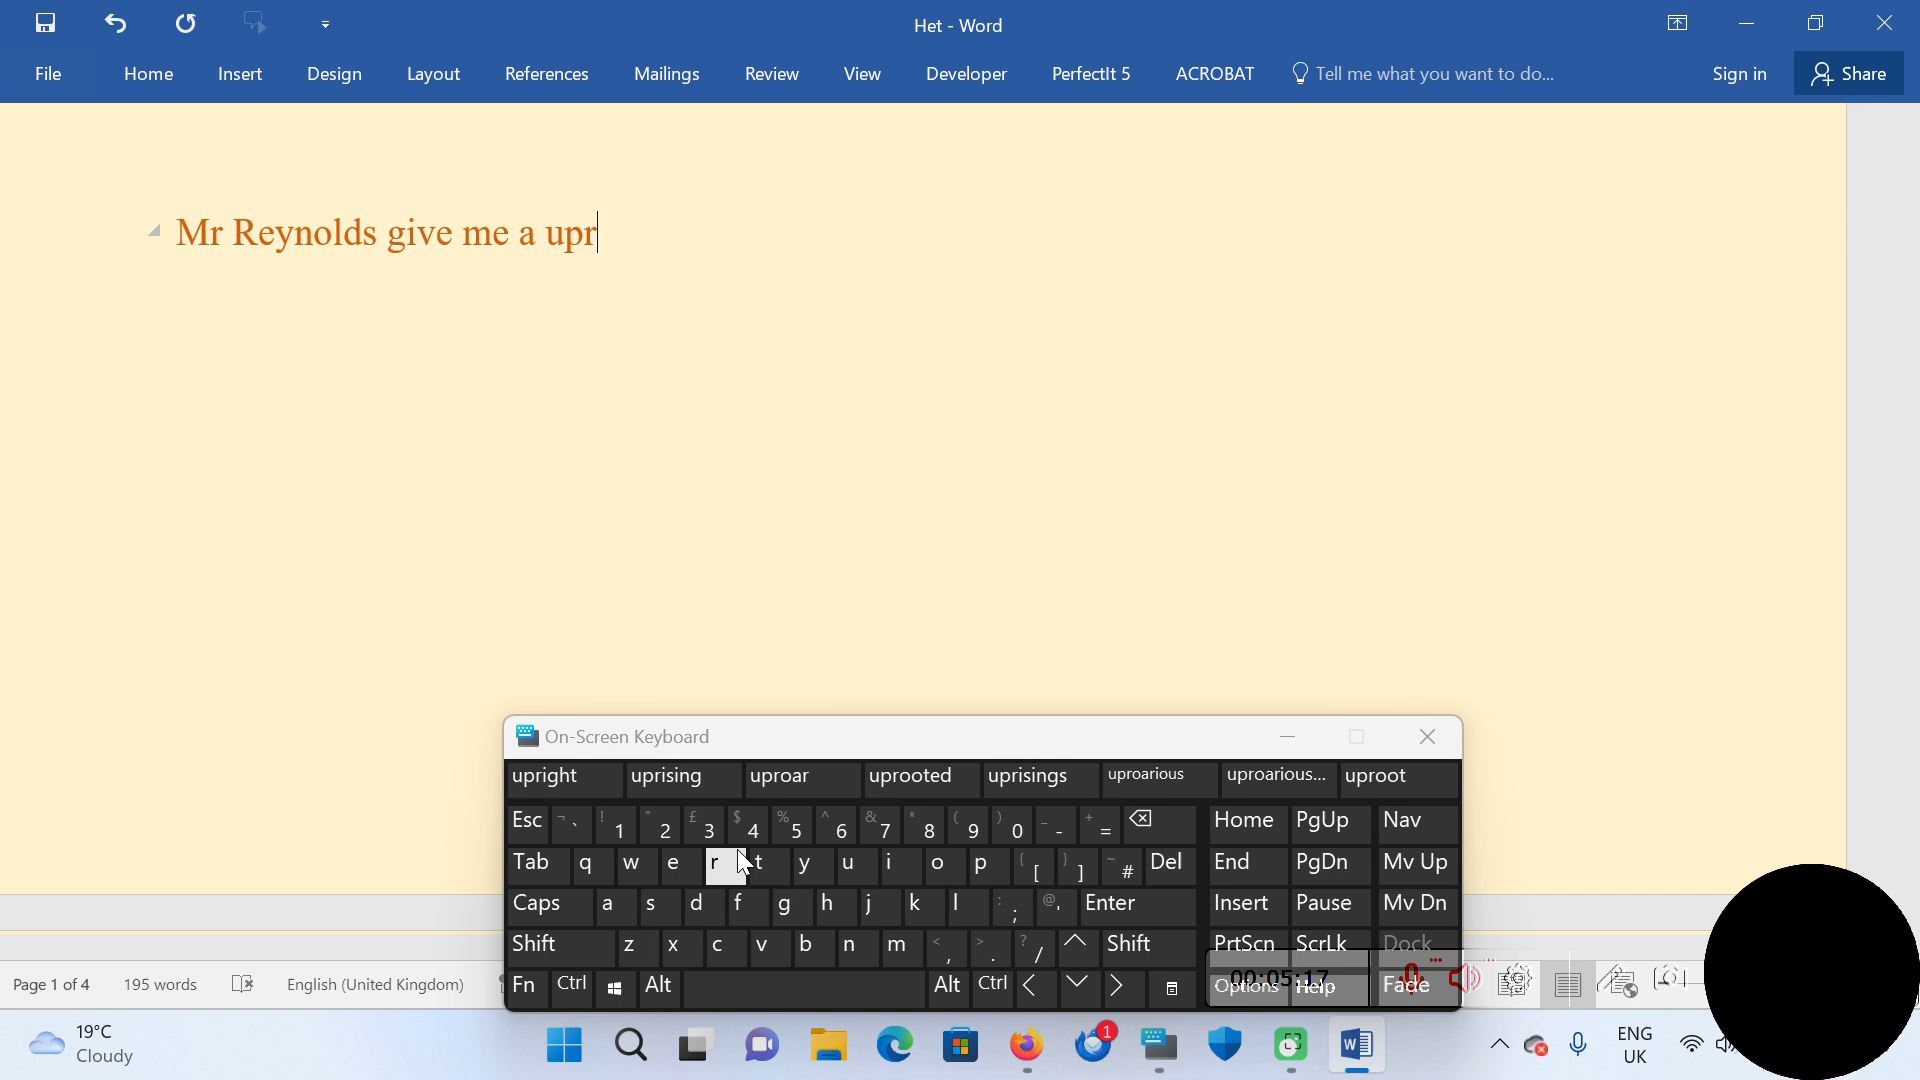 Het - Word
File Home Insert Design Layout References Mailings Review View Developer PerfectIt 5 ACROBAT Tell me what you want to do... Sign in Share
Mr Reynolds give me a upr
On-Screen Keyboard
upright uprising uproar uprooted uprisings uproarious uproarious... uproot
Esc ¬ ` ! 1 " 2 £ 3 $ 4 % 5 ^ 6 & 7 * 8 ( 9 ) 0 _ - + = Home PgUp Nav
Tab q w e r t y u i o p { [ } ] ~ # Del End PgDn Mv Up
Caps a s d f g h j k l : ; @ ' Enter Insert Pause Mv Dn
Shift z x c v b n m < , > . ? / Shift PrtScn ScrLk Dock
Fn Ctrl Alt Alt Ctrl Options Help Fade
00:05:17
Page 1 of 4 195 words English (United Kingdom)
19°C
Cloudy
1
ENG
UK